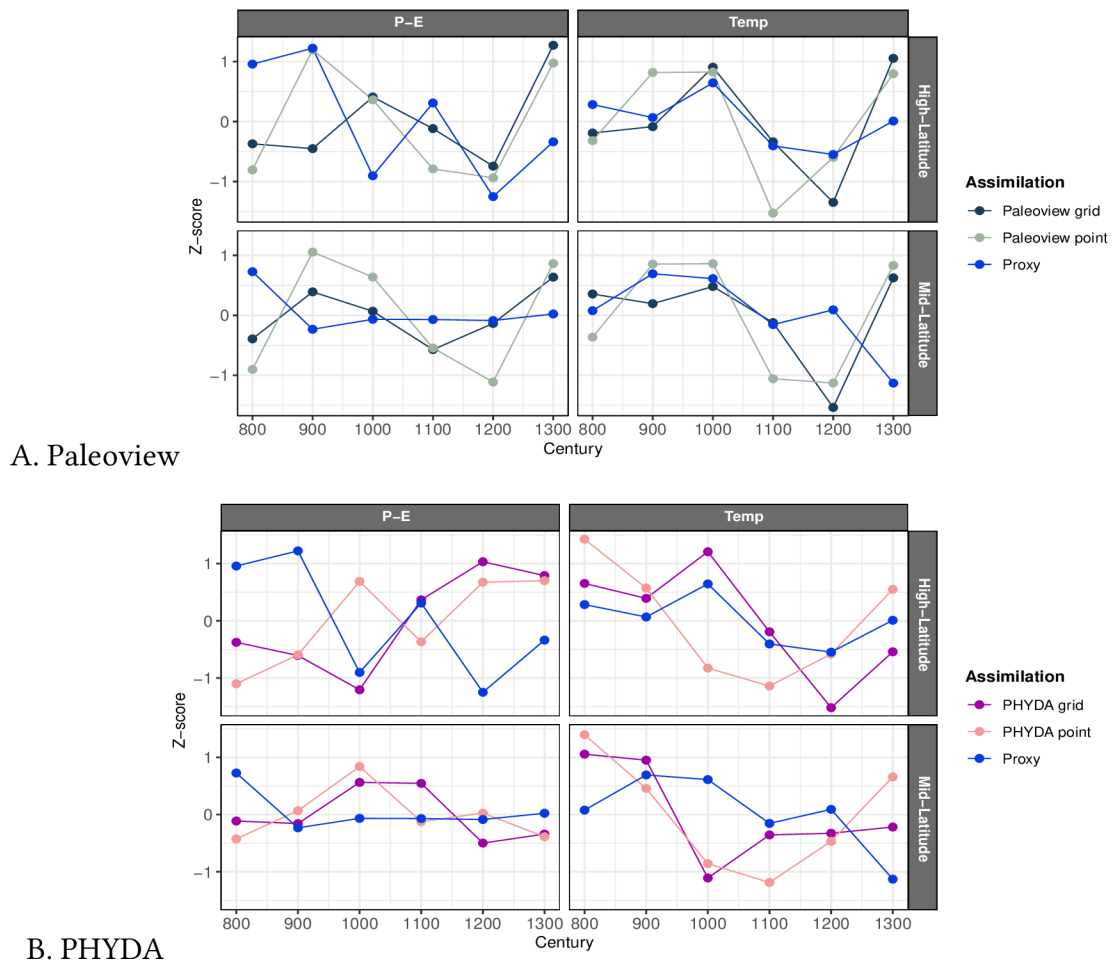 P−E Temp
1
0
−1
High−Latitude
1
0
−1
Mid−Latitude
Z−score
800 900 1000 1100 1200 1300 800 900 1000 1100 1200 1300
Century
Assimilation
Paleoview grid
Paleoview point
Proxy
A. Paleoview
P−E Temp
1
0
−1
High−Latitude
1
0
−1
Mid−Latitude
Z−score
800 900 1000 1100 1200 1300 800 900 1000 1100 1200 1300
Century
Assimilation
PHYDA grid
PHYDA point
Proxy
B. PHYDA